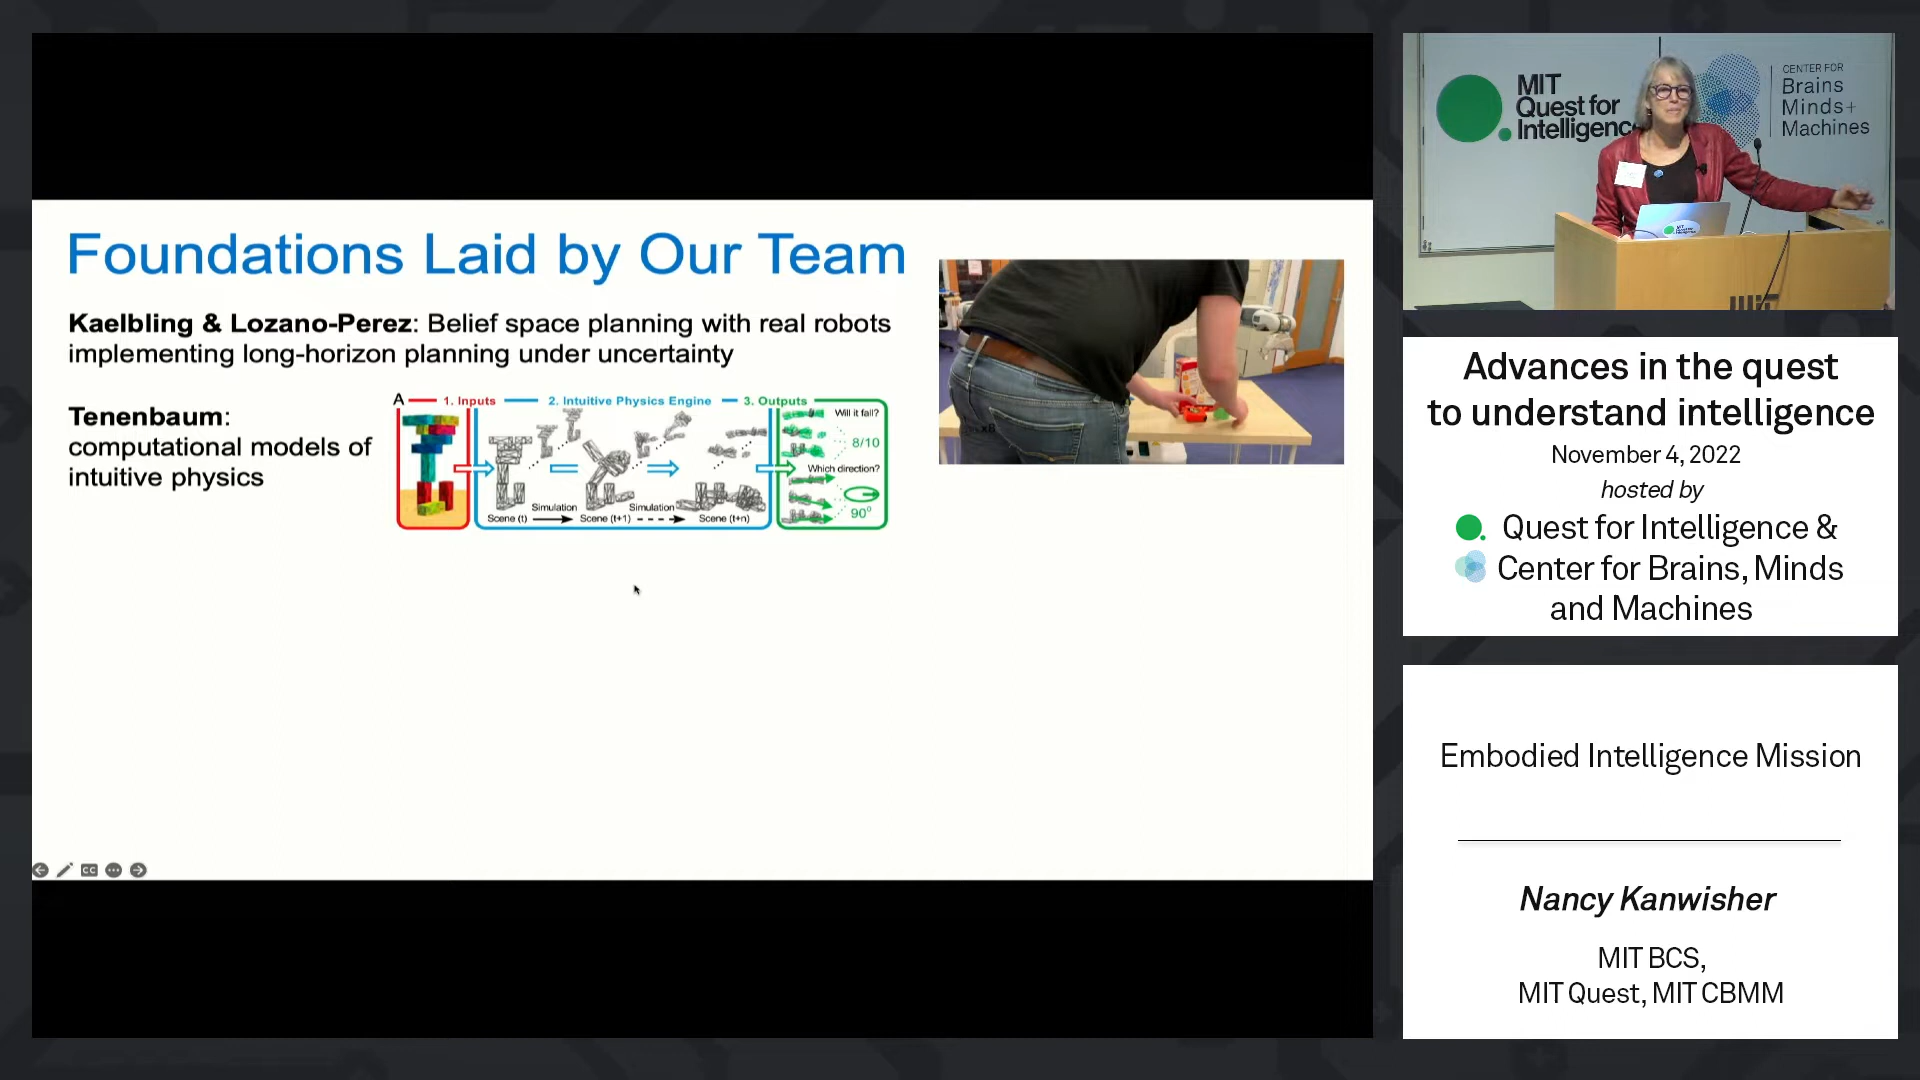 Foundations Laid by Our Team
Kaelbling & Lozano-Perez: Belief space planning with real robots
implementing long-horizon planning under uncertainty
Tenenbaum:
computational models of
intuitive physics
A
1. Inputs
2. Intuitive Physics Engine
3. Outputs
Will it fall?
8/10
Which direction?
90°
Simulation
Simulation
Scene (t)
Scene (t+1)
Scene (t+n)
x8
CC
MIT
Quest for
Intelligenc
CENTER FOR
Brains
Minds+
Machines
Advances in the quest
to understand intelligence
November 4, 2022
hosted by
Quest for Intelligence &
Center for Brains, Minds
and Machines
Embodied Intelligence Mission
Nancy Kanwisher
MIT BCS,
MIT Quest, MIT CBMM